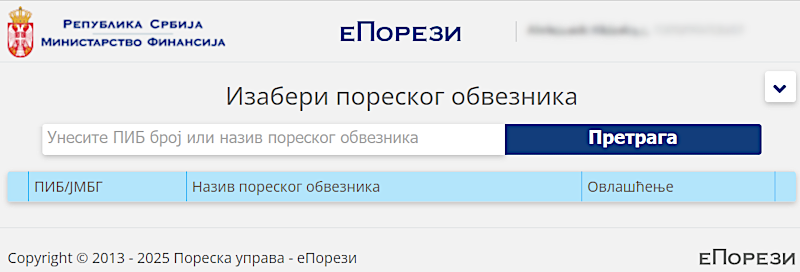 Република Србија
Министарство Финансија
еПорези
Изабери пореског обвезника
Унесите ПИБ број или назив пореског обвезника
Претрага
ПИБ/ЈМБГ Назив пореског обвезника Овлашћење
Copyright © 2013 - 2025 Пореска управа - еПорези
еПорези